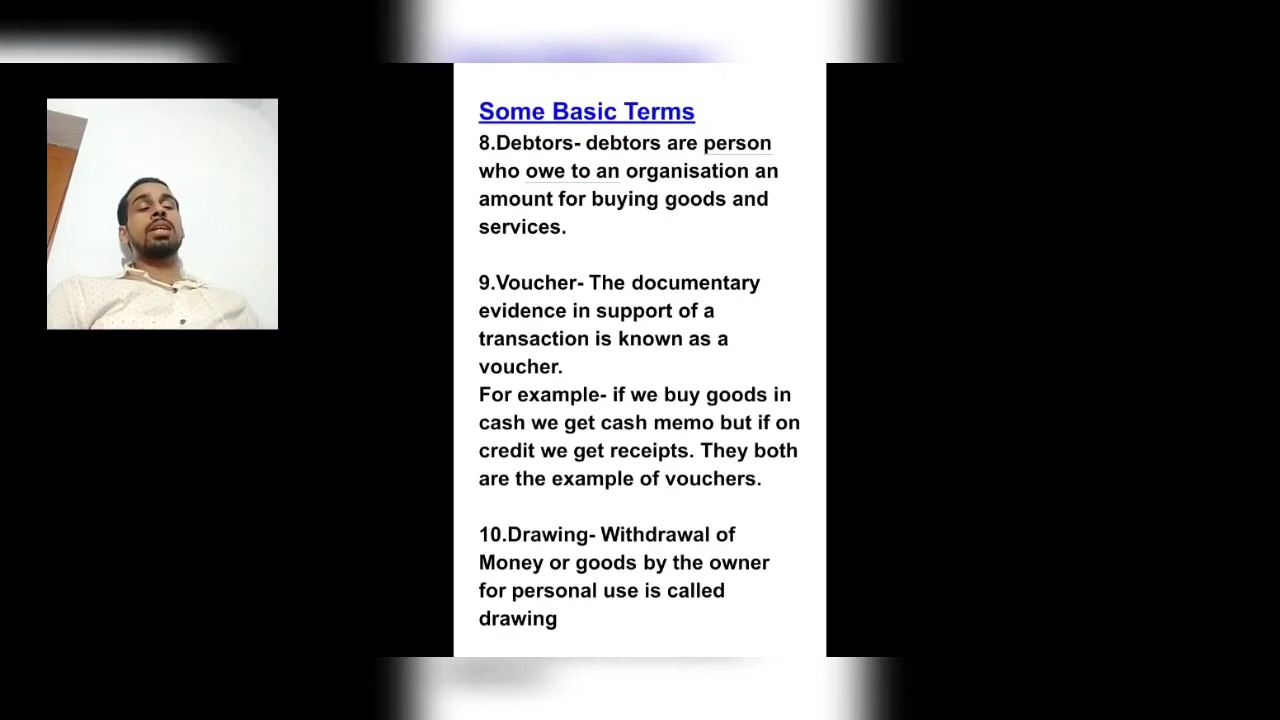 Some Basic Terms
8.Debtors- debtors are person
who owe to an organisation an
amount for buying goods and
services.
9.Voucher- The documentary
evidence in support of a
transaction is known as a
voucher.
For example- if we buy goods in
cash we get cash memo but if on
credit we get receipts. They both
are the example of vouchers.
10.Drawing- Withdrawal of
Money or goods by the owner
for personal use is called
drawing